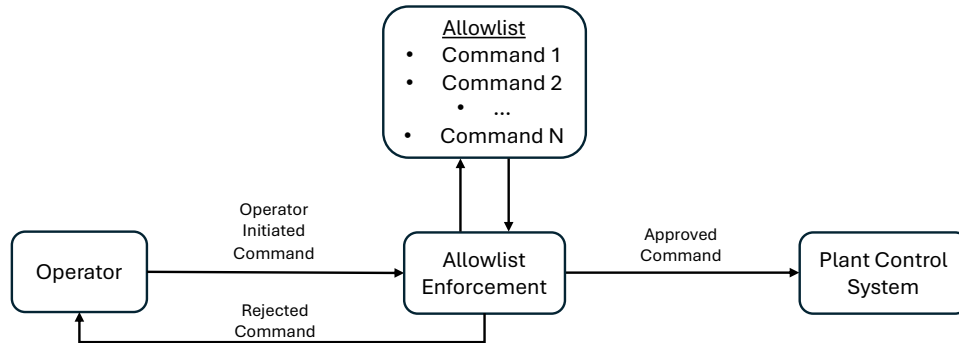 Allowlist
• Command 1
• Command 2
• ...
• Command N
Operator
Initiated
Command
Approved
Command
Operator
Allowlist
Enforcement
Plant Control
System
Rejected
Command